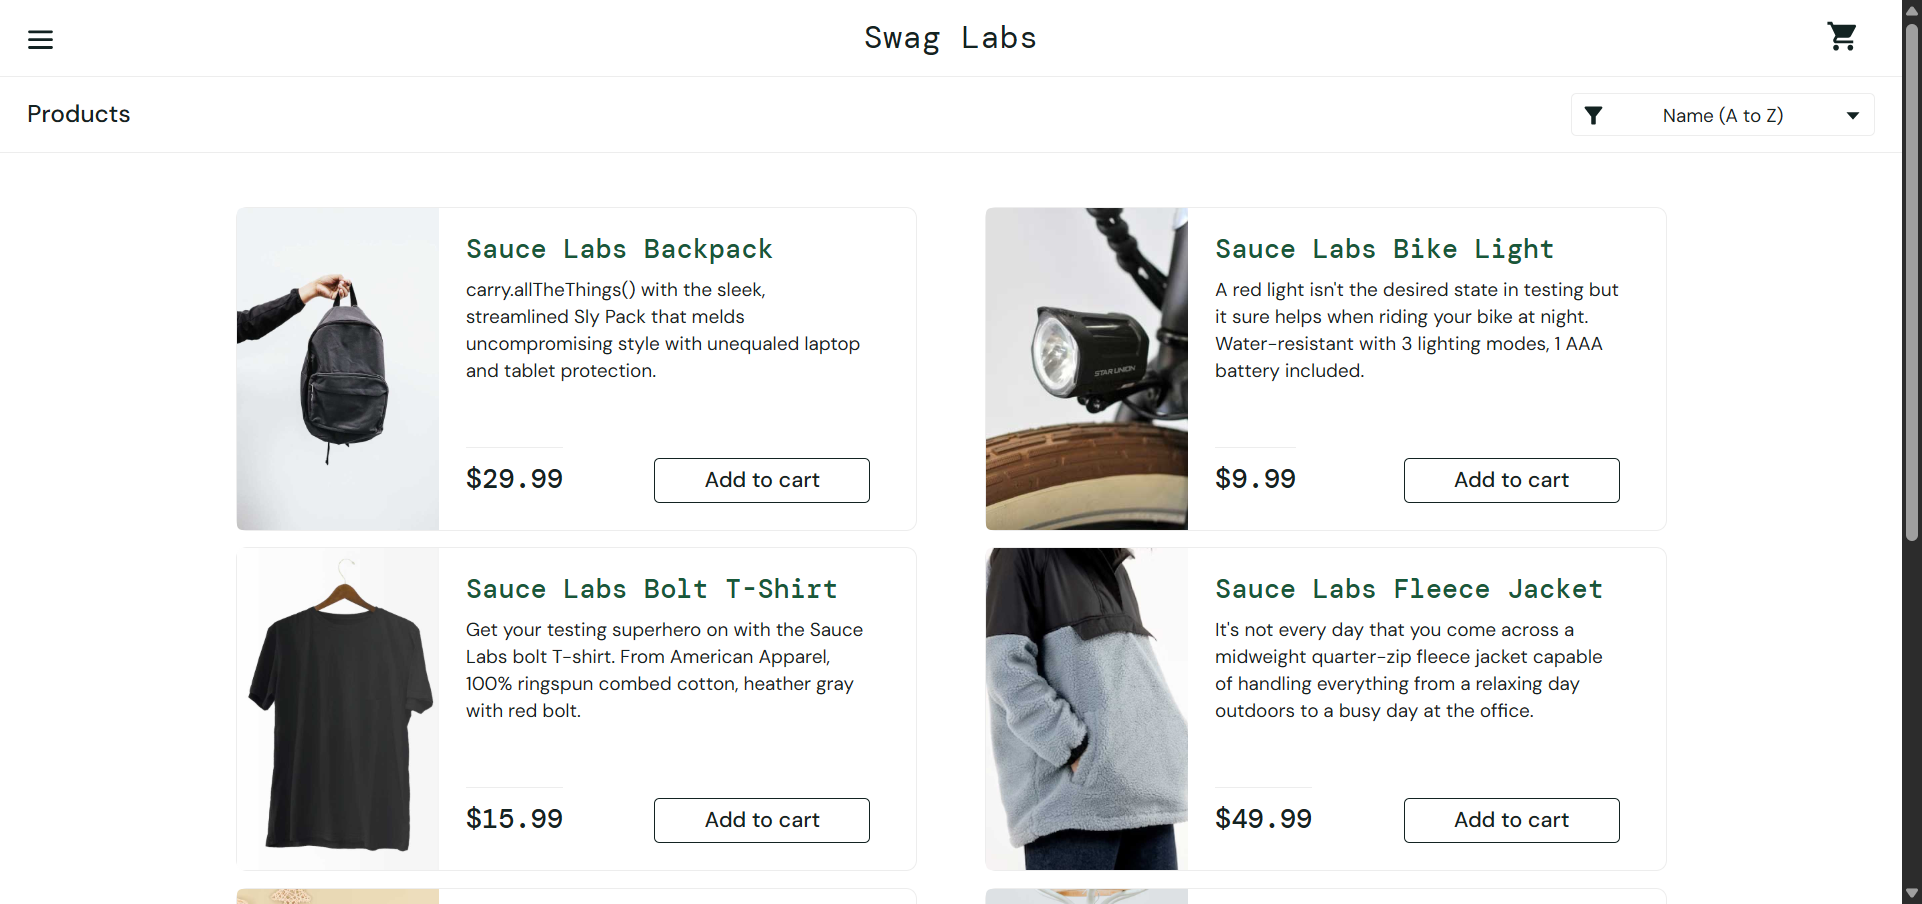 Swag Labs
Products
Name (A to Z)
Sauce Labs Backpack
carry.allTheThings() with the sleek,
streamlined Sly Pack that melds
uncompromising style with unequaled laptop
and tablet protection.
$29.99
Add to cart
Sauce Labs Bike Light
A red light isn't the desired state in testing but
it sure helps when riding your bike at night.
Water-resistant with 3 lighting modes, 1 AAA
battery included.
STAR UNION
$9.99
Add to cart
Sauce Labs Bolt T-Shirt
Get your testing superhero on with the Sauce
Labs bolt T-shirt. From American Apparel,
100% ringspun combed cotton, heather gray
with red bolt.
$15.99
Add to cart
Sauce Labs Fleece Jacket
It's not every day that you come across a
midweight quarter-zip fleece jacket capable
of handling everything from a relaxing day
outdoors to a busy day at the office.
$49.99
Add to cart